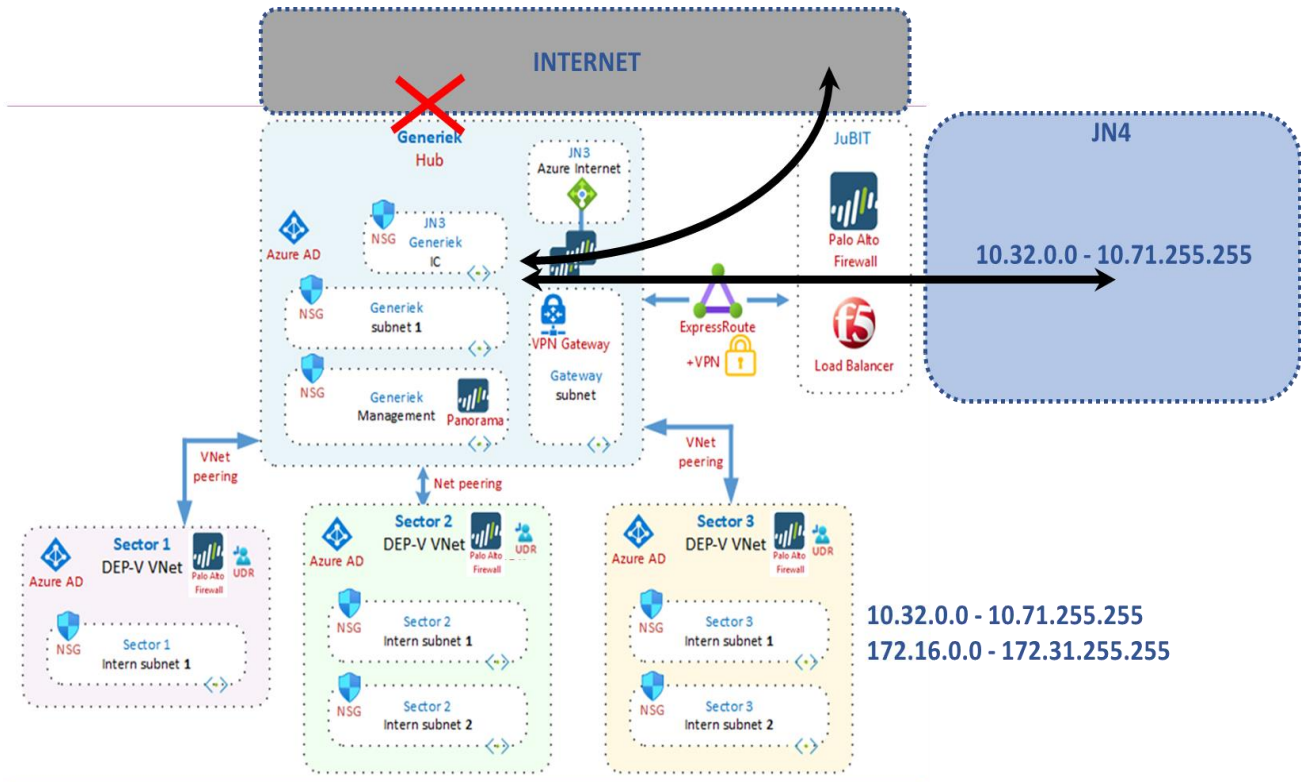 INTERNET
Generiek
Hub
JN3
Azure Internet
JuBIT
JN4
Azure AD
NSG
JN3
Generiek
IC
Palo Alto
Firewall
10.32.0.0 - 10.71.255.255
NSG
Generiek
subnet 1
VPN Gateway
ExpressRoute
+VPN
f5
Load Balancer
NSG
Generiek
Management
Panorama
Gateway
subnet
VNet
peering
Net peering
VNet
peering
Sector 1
DEP-V VNet
Azure AD
Palo Alto
Firewall
UDR
NSG
Sector 1
Intern subnet 1
Sector 2
DEP-V VNet
Azure AD
Palo Alto
Firewall
UDR
NSG
Sector 2
Intern subnet 1
NSG
Sector 2
Intern subnet 2
Sector 3
DEP-V VNet
Azure AD
Palo Alto
Firewall
UDR
NSG
Sector 3
Intern subnet 1
NSG
Sector 3
Intern subnet 2
10.32.0.0 - 10.71.255.255
172.16.0.0 - 172.31.255.255